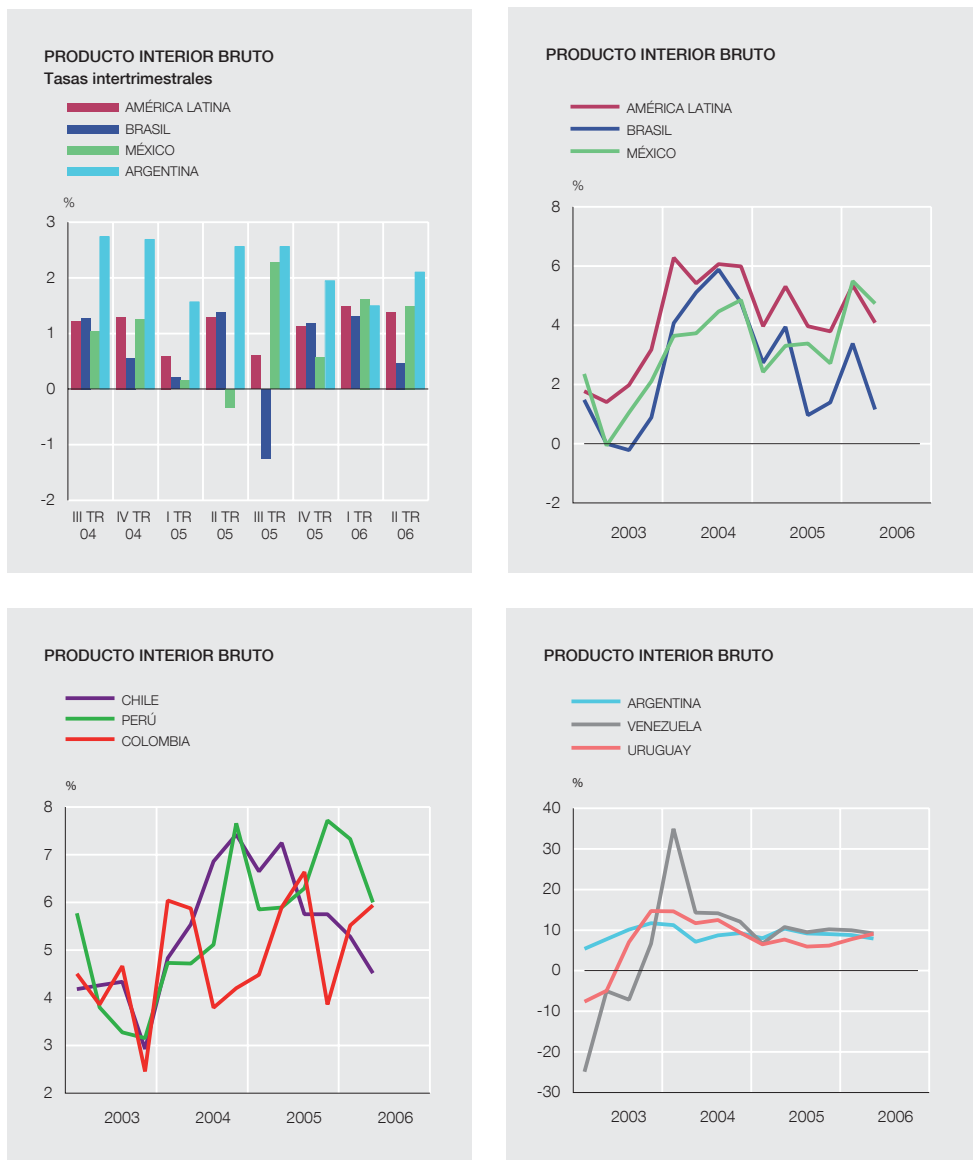 PRODUCTO INTERIOR BRUTO
Tasas intertrimestrales
AMÉRICA LATINA
BRASIL
MÉXICO
ARGENTINA
%
3
2
1
0
-1
-2
III TR IV TR I TR II TR III TR IV TR I TR II TR
04 04 05 05 05 05 06 06
PRODUCTO INTERIOR BRUTO
AMÉRICA LATINA
BRASIL
MÉXICO
%
8
6
4
2
0
-2
2003 2004 2005 2006
PRODUCTO INTERIOR BRUTO
CHILE
PERÚ
COLOMBIA
%
8
7
6
5
4
3
2
2003 2004 2005 2006
PRODUCTO INTERIOR BRUTO
ARGENTINA
VENEZUELA
URUGUAY
%
40
30
20
10
0
-10
-20
-30
2003 2004 2005 2006